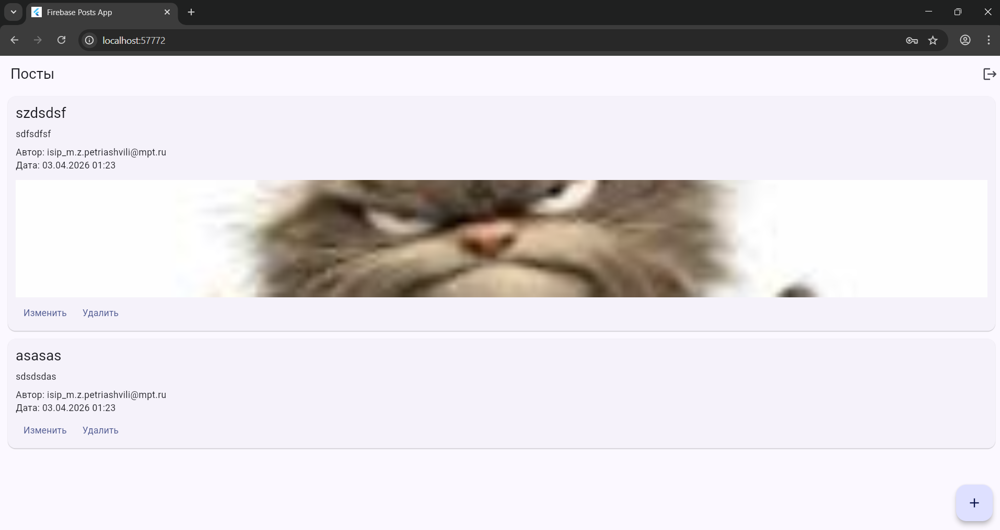 Firebase Posts App
localhost:57772
Посты
szdsdsf
sdfsdfsf
Автор: isip_m.z.petriashvili@mpt.ru
Дата: 03.04.2026 01:23
Изменить Удалить
asasas
sdsdsdas
Автор: isip_m.z.petriashvili@mpt.ru
Дата: 03.04.2026 01:23
Изменить Удалить